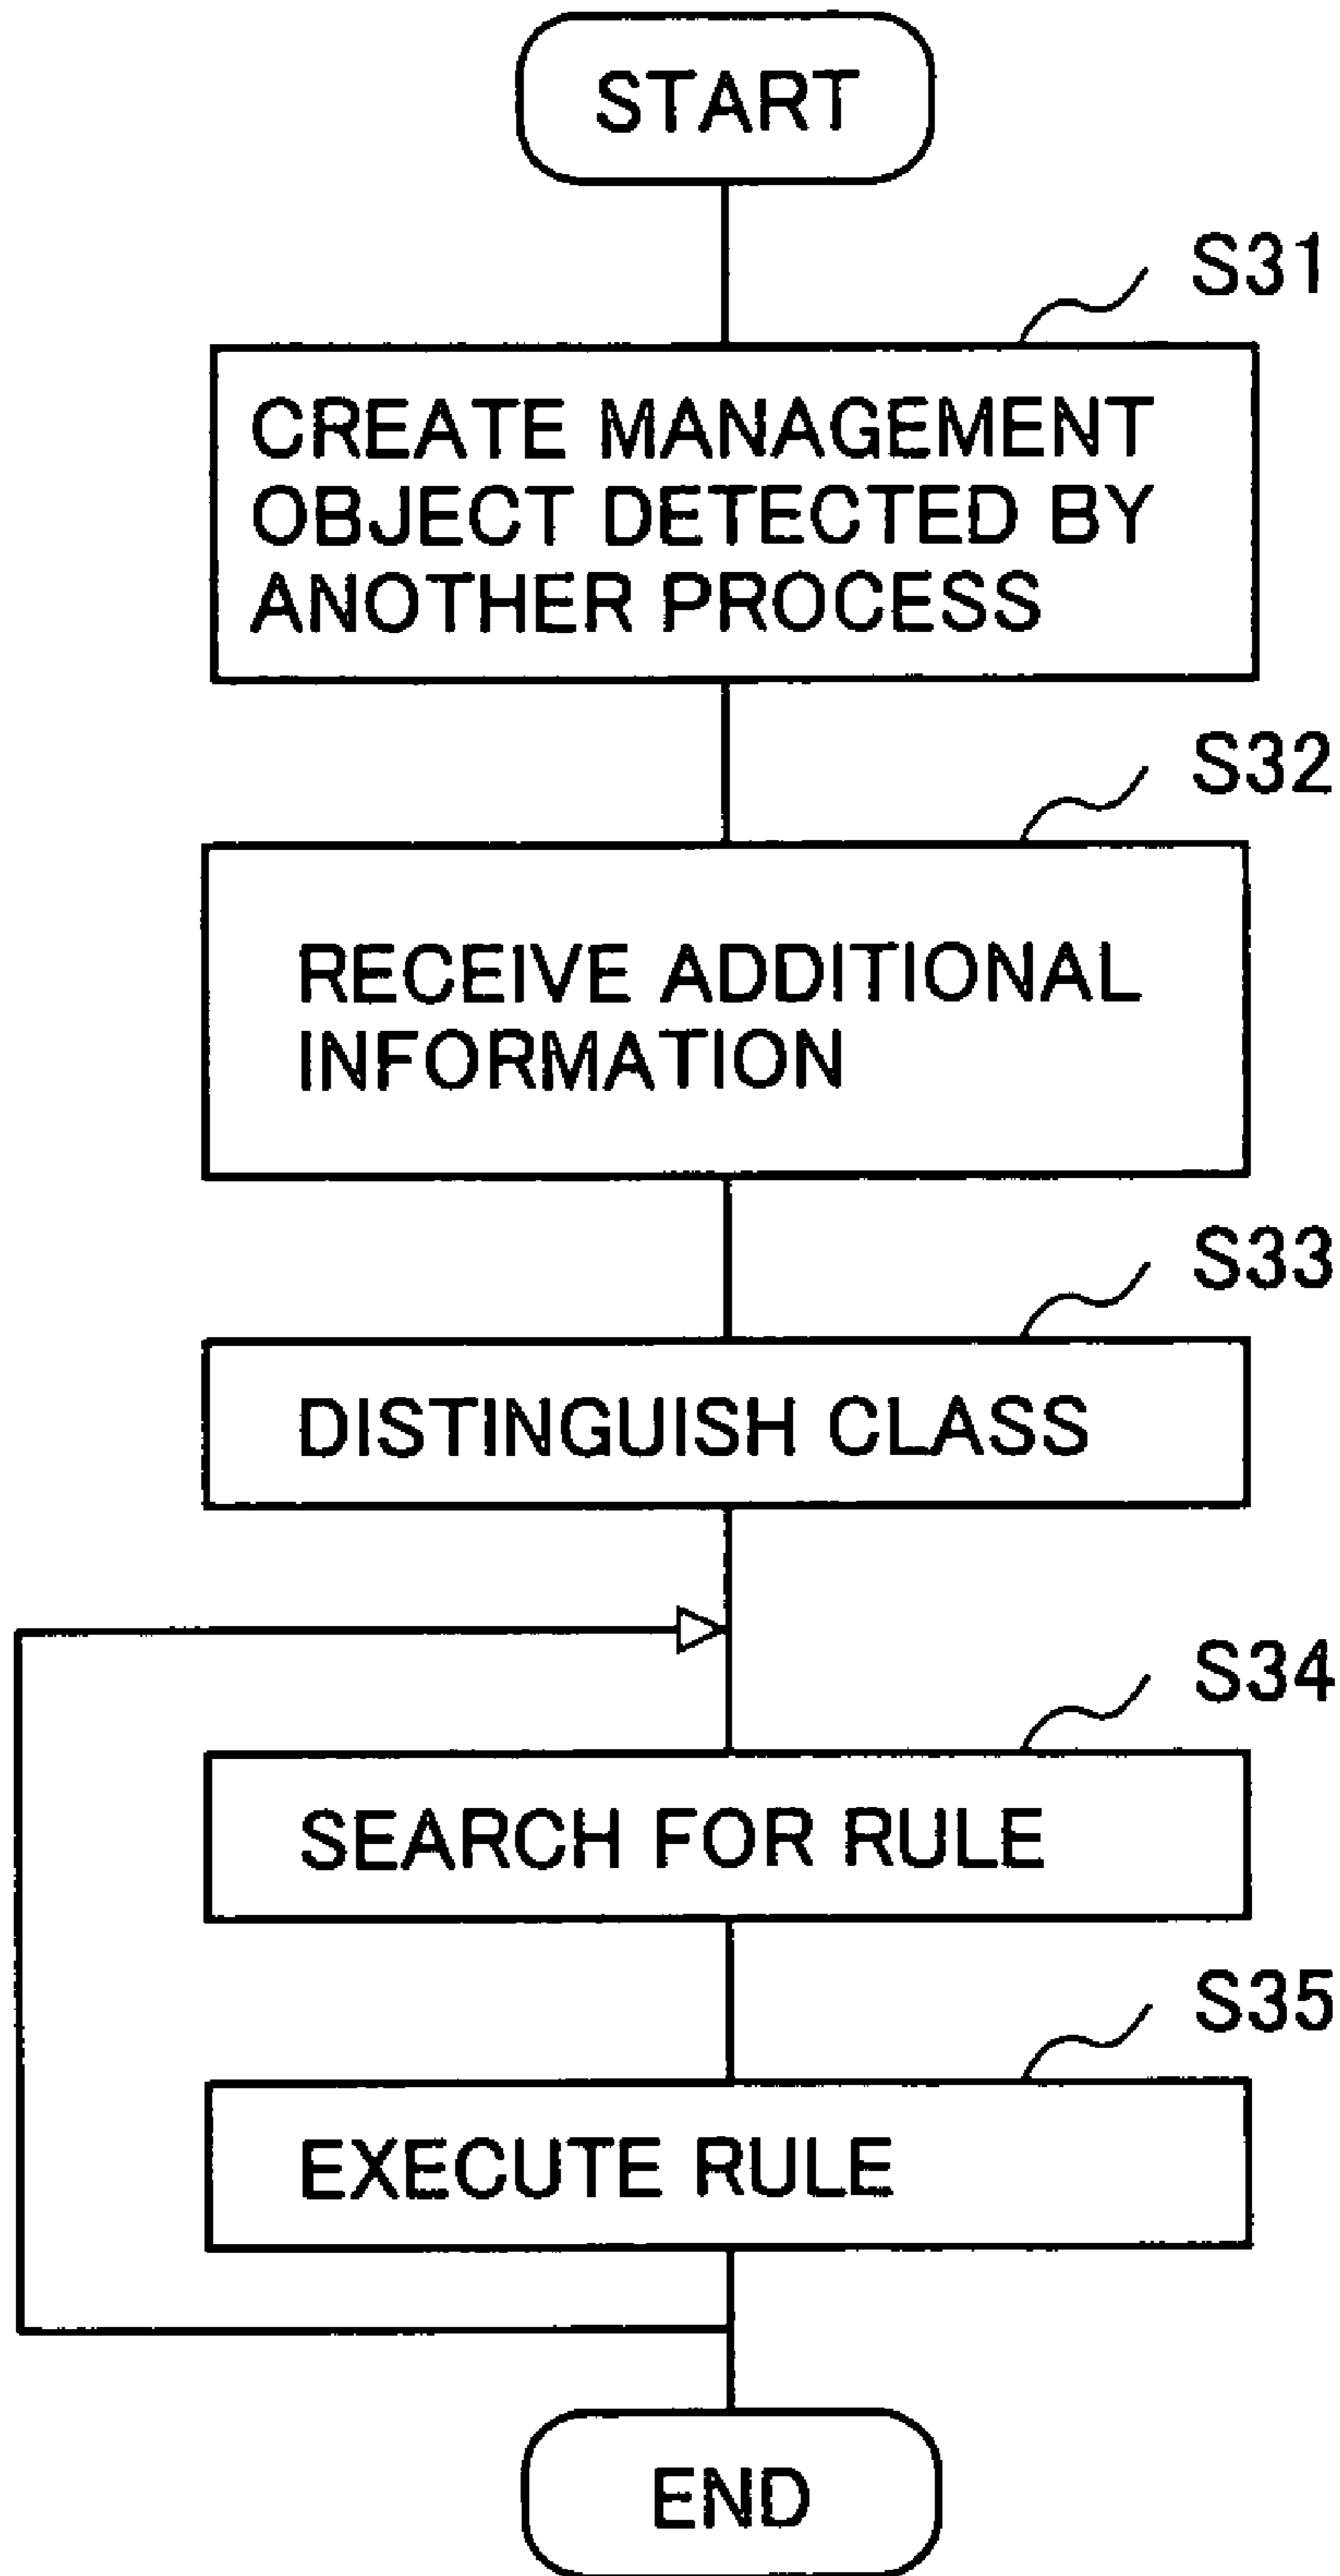 START
S31
CREATE MANAGEMENT
OBJECT DETECTED BY
ANOTHER PROCESS
S32
RECEIVE ADDITIONAL
INFORMATION
S33
DISTINGUISH CLASS
S34
SEARCH FOR RULE
S35
EXECUTE RULE
END